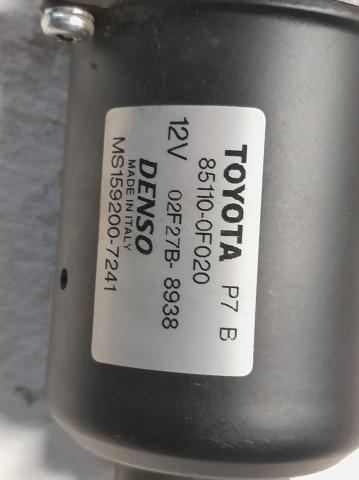 TOYOTA P7 B
85110-0F020
12V 02F27B- 8938
DENSO
MADE IN ITALY
MS159200-7241